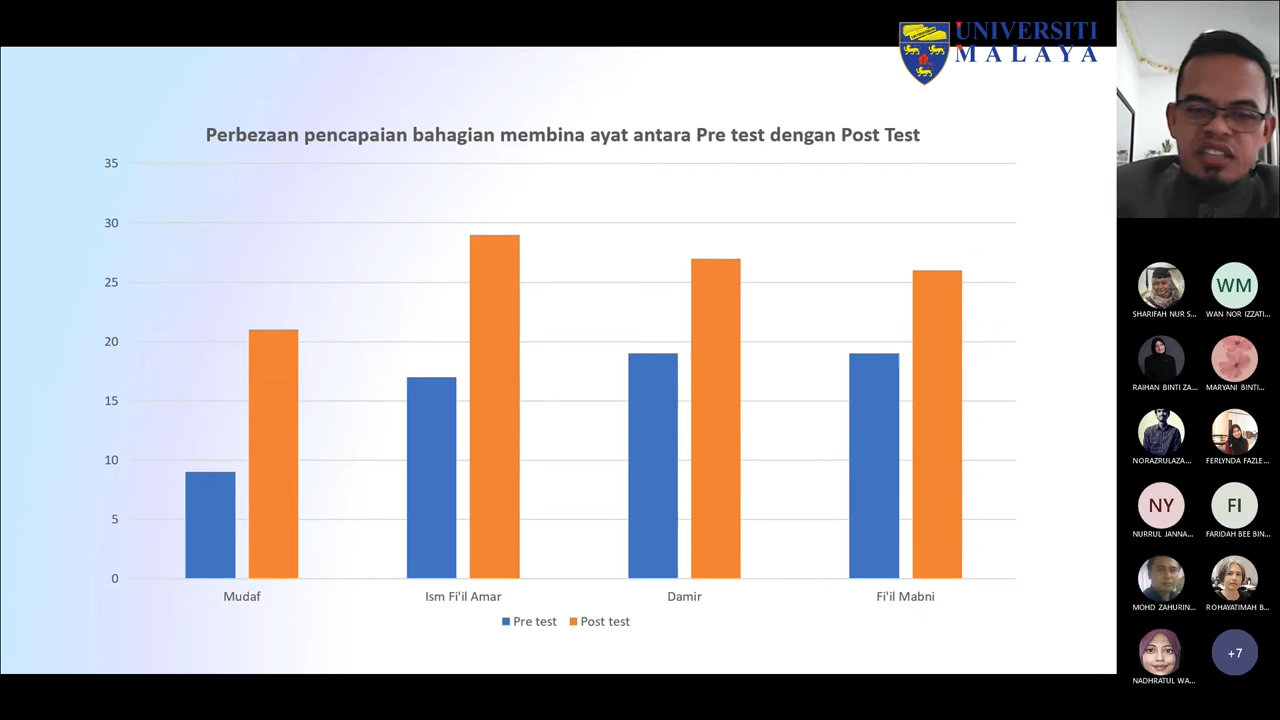 UNIVERSITI
MALAYA
Perbezaan pencapaian bahagian membina ayat antara Pre test dengan Post Test
35
30
25
20
15
10
5
0
Mudaf
Ism Fi'il Amar
Damir
Fi'il Mabni
Pre test
Post test
WM
SHARIFAH NUR S...
WAN NOR IZZATI...
RAIHAN BINTI ZA...
MARYANI BINTI...
NORAZRULAZA...
FERLYNDA FAZLE...
NY
FI
NURRUL JANNA...
FARIDAH BEE BIN...
MOHD ZAHURIN...
ROHAYATIMAH B...
NADHRATUL WA...
+7